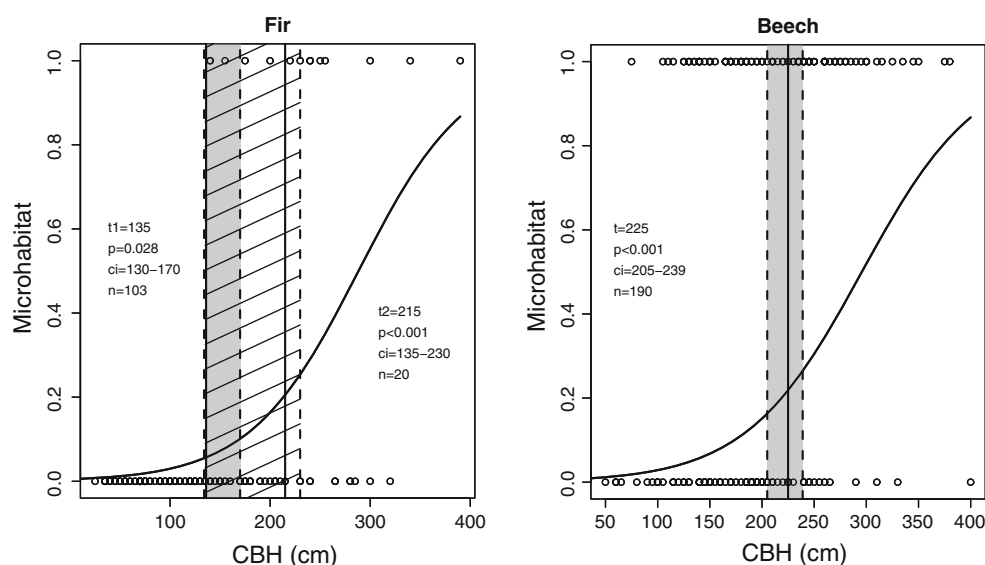 Fir
Microhabitat
1.0
0.8
0.6
0.4
0.2
0.0
t1=135
p=0.028
ci=130−170
n=103
t2=215
p<0.001
ci=135−230
n=20
100 200 300 400
CBH (cm)
Beech
Microhabitat
1.0
0.8
0.6
0.4
0.2
0.0
t=225
p<0.001
ci=205−239
n=190
50 100 150 200 250 300 350 400
CBH (cm)